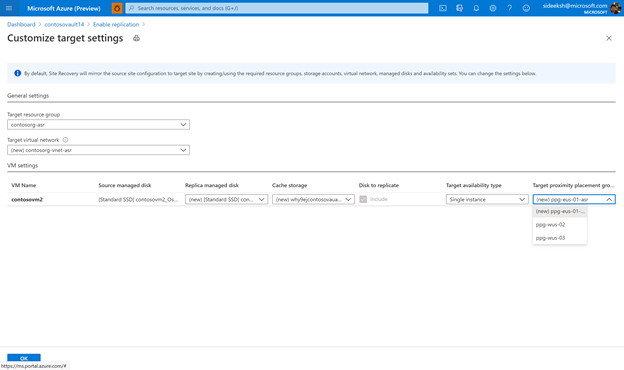 Microsoft Azure (Preview)
Search resources, services, and docs (G+/)
sideeksh@microsoft.com
MICROSOFT
Dashboard > contosovault14 > Enable replication >
Customize target settings
By default, Site Recovery will mirror the source site configuration to target site by creating/using the required resource groups, storage accounts, virtual network, managed disks and availability sets. You can change the settings below.
General settings
Target resource group
contosorg-asr
Target virtual network
(new) contosorg-vnet-asr
VM settings
VM Name Source managed disk Replica managed disk Cache storage Disk to replicate Target availability type Target proximity placement gro...
contosovm2 [Standard SSD] contosovm2_Os... (new) [Standard SSD] con... (new) whyllejcontosovaua... Include Single instance (new) ppg-eus-01-asr
(new) ppg-eus-01-...
ppg-wus-02
ppg-wus-03
OK
https://ms.portal.azure.com/#